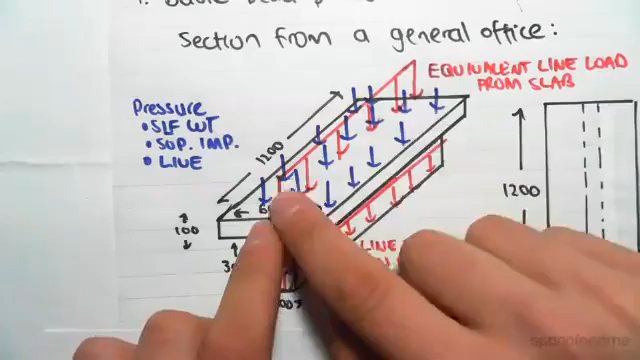 Section from a general office:
EQUIVALENT LINE LOAD
FROM SLAB
Pressure
• SLF WT
• SUP. IMP.
• LIVE
1200
100
1200
LINE